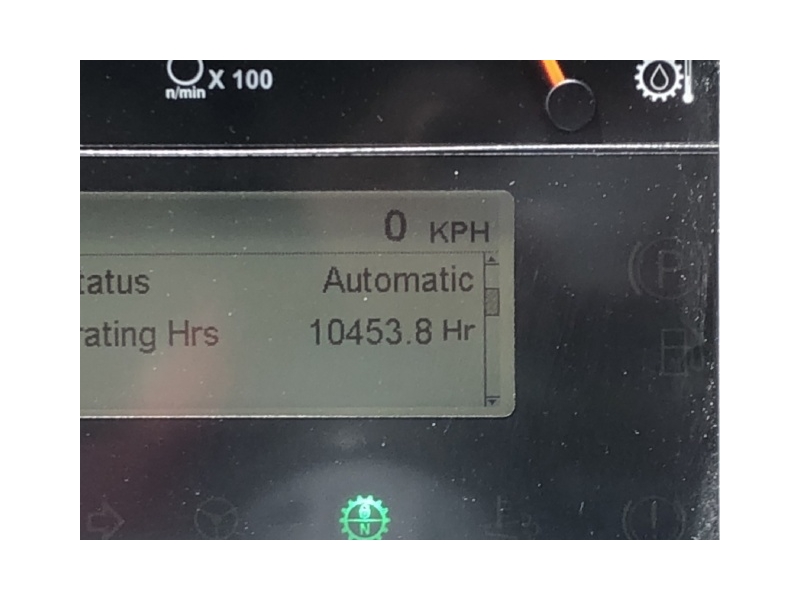 n/min X 100
0 KPH
tatus Automatic
rating Hrs 10453.8 Hr
P
N